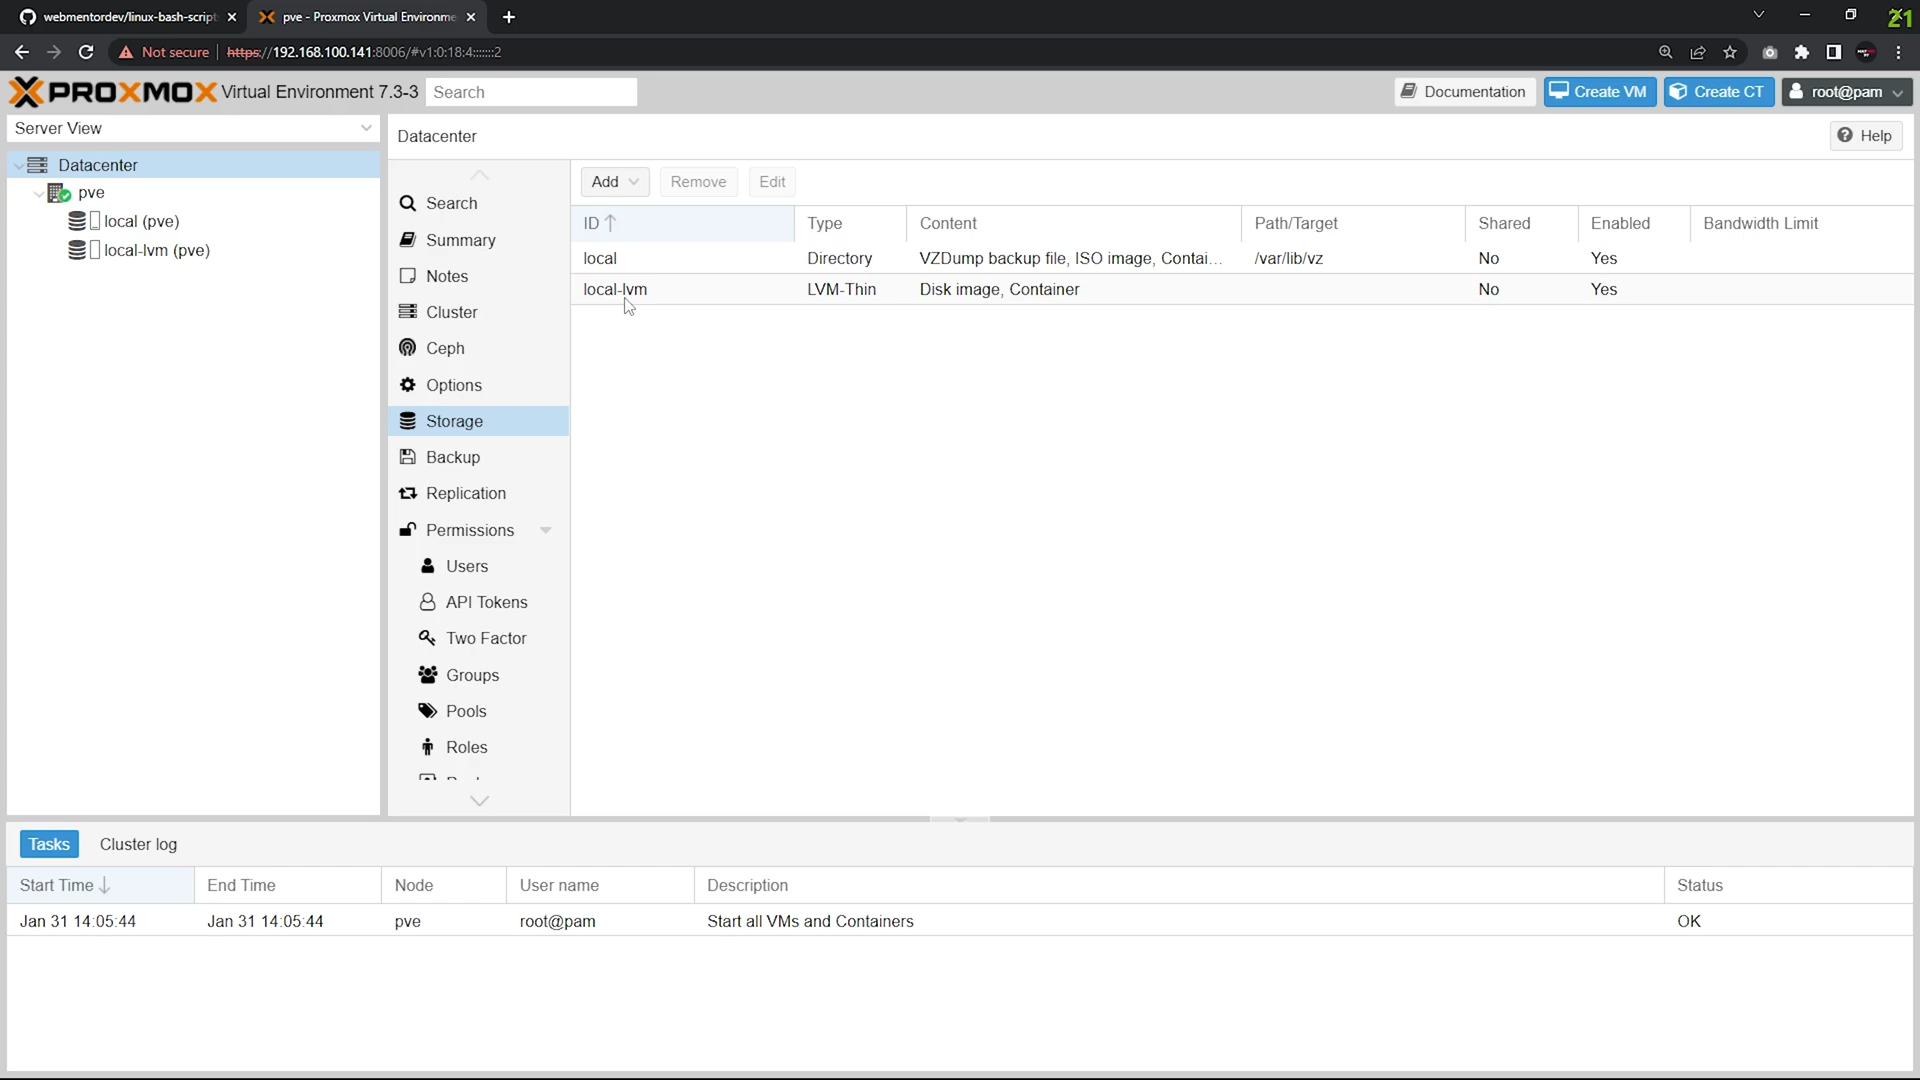 webmentordev/linux-bash-script
pve - Proxmox Virtual Environme
21
Not secure
https://192.168.100.141:8006/#v1:0:18:4:::::::2
PROXMOX Virtual Environment 7.3-3
Search
Documentation
Create VM
Create CT
root@pam
Server View
Datacenter
Help
Datacenter
pve
local (pve)
local-lvm (pve)
Search
Summary
Notes
Cluster
Ceph
Options
Storage
Backup
Replication
Permissions
Users
API Tokens
Two Factor
Groups
Pools
Roles
Add
Remove
Edit
ID Type Content Path/Target Shared Enabled Bandwidth Limit
local Directory VZDump backup file, ISO image, Contai... /var/lib/vz No Yes
local-lvm LVM-Thin Disk image, Container No Yes
Tasks
Cluster log
Start Time End Time Node User name Description Status
Jan 31 14:05:44 Jan 31 14:05:44 pve root@pam Start all VMs and Containers OK